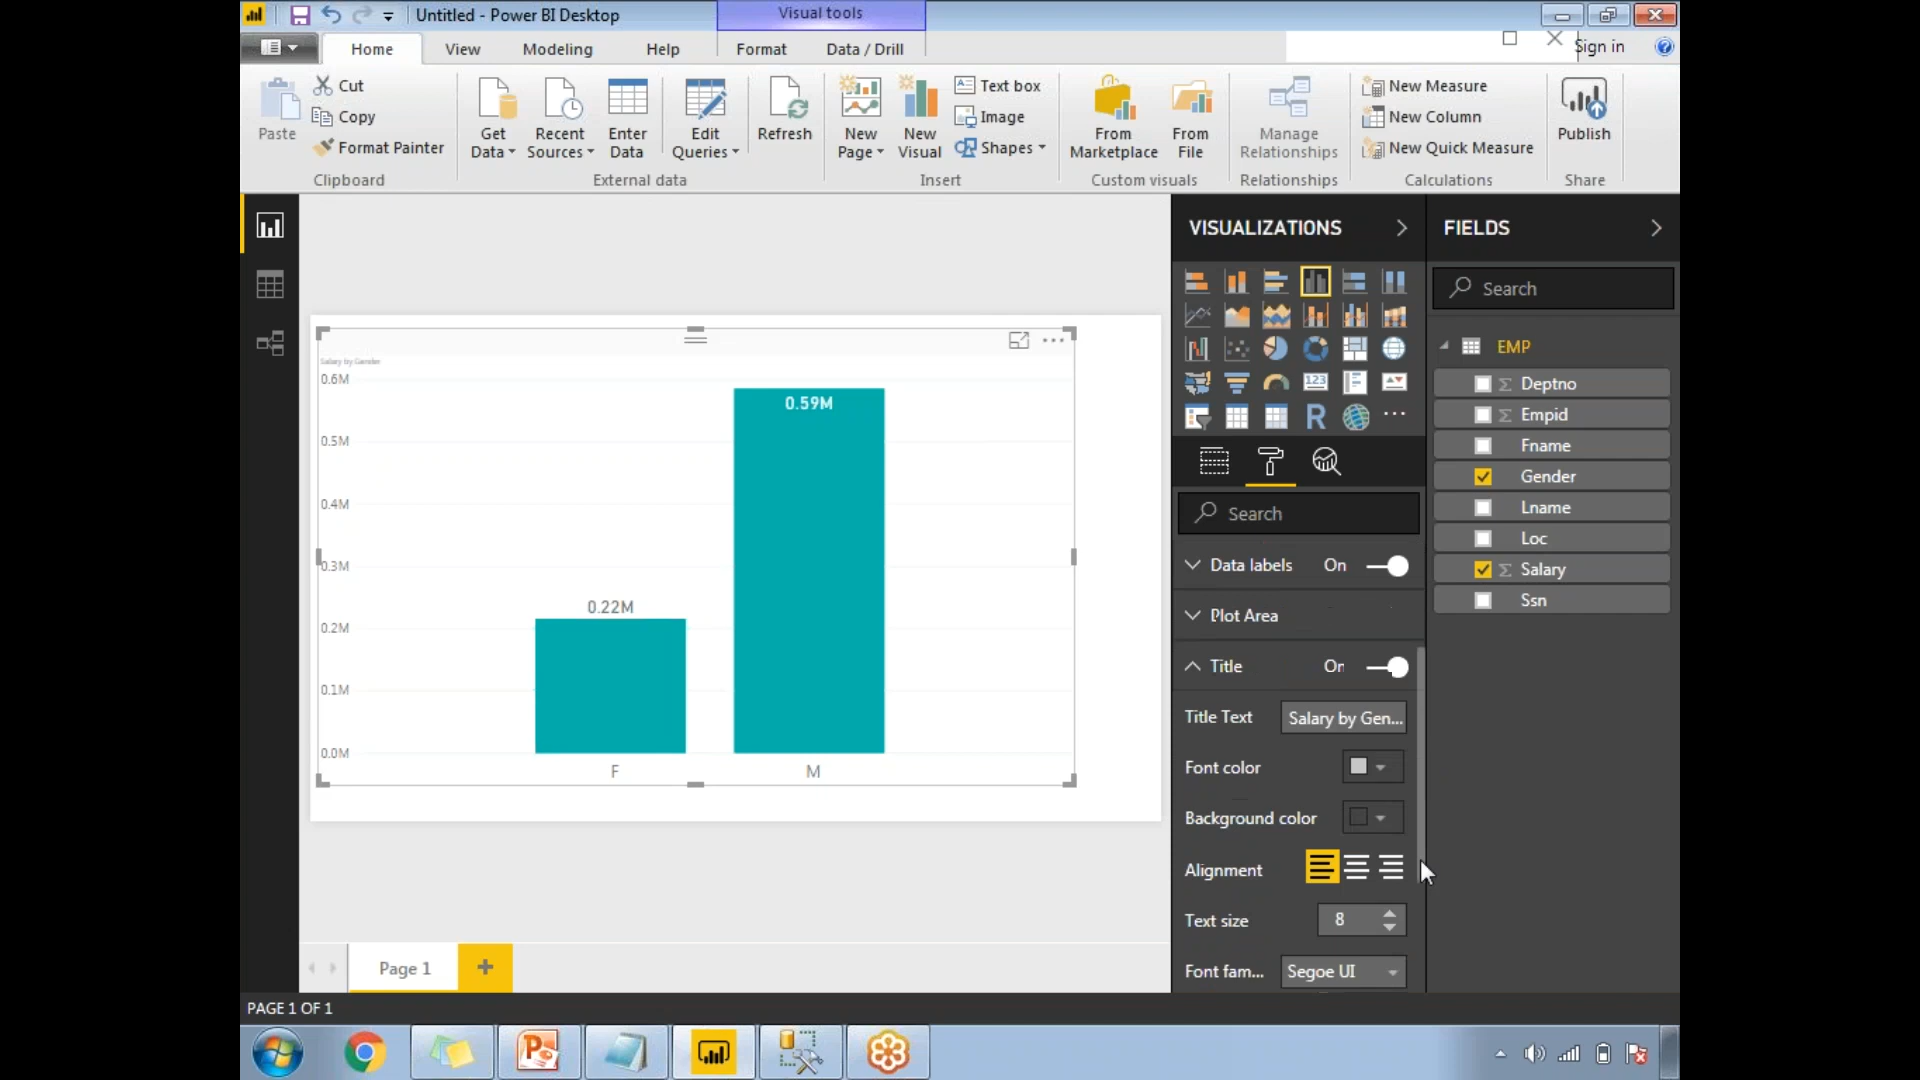 Untitled - Power BI Desktop
Visual tools
Home View Modeling Help Format Data / Drill
Sign in
Paste
Cut
Copy
Format Painter
Clipboard
Get Data
Recent Sources
Enter Data
Edit Queries
Refresh
External data
New Page
New Visual
Text box
Image
Shapes
Insert
From Marketplace
From File
Custom visuals
Manage Relationships
Relationships
New Measure
New Column
New Quick Measure
Calculations
Publish
Share
Salary by Gender
0.6M
0.5M
0.4M
0.3M
0.2M
0.1M
0.0M
0.22M
0.59M
F
M
VISUALIZATIONS
123
R
Search
Data labels On
Plot Area
Title On
Title Text Salary by Gen...
Font color
Background color
Alignment
Text size 8
Font fam... Segoe UI
FIELDS
Search
EMP
Deptno
Empid
Fname
Gender
Lname
Loc
Salary
Ssn
Page 1
PAGE 1 OF 1